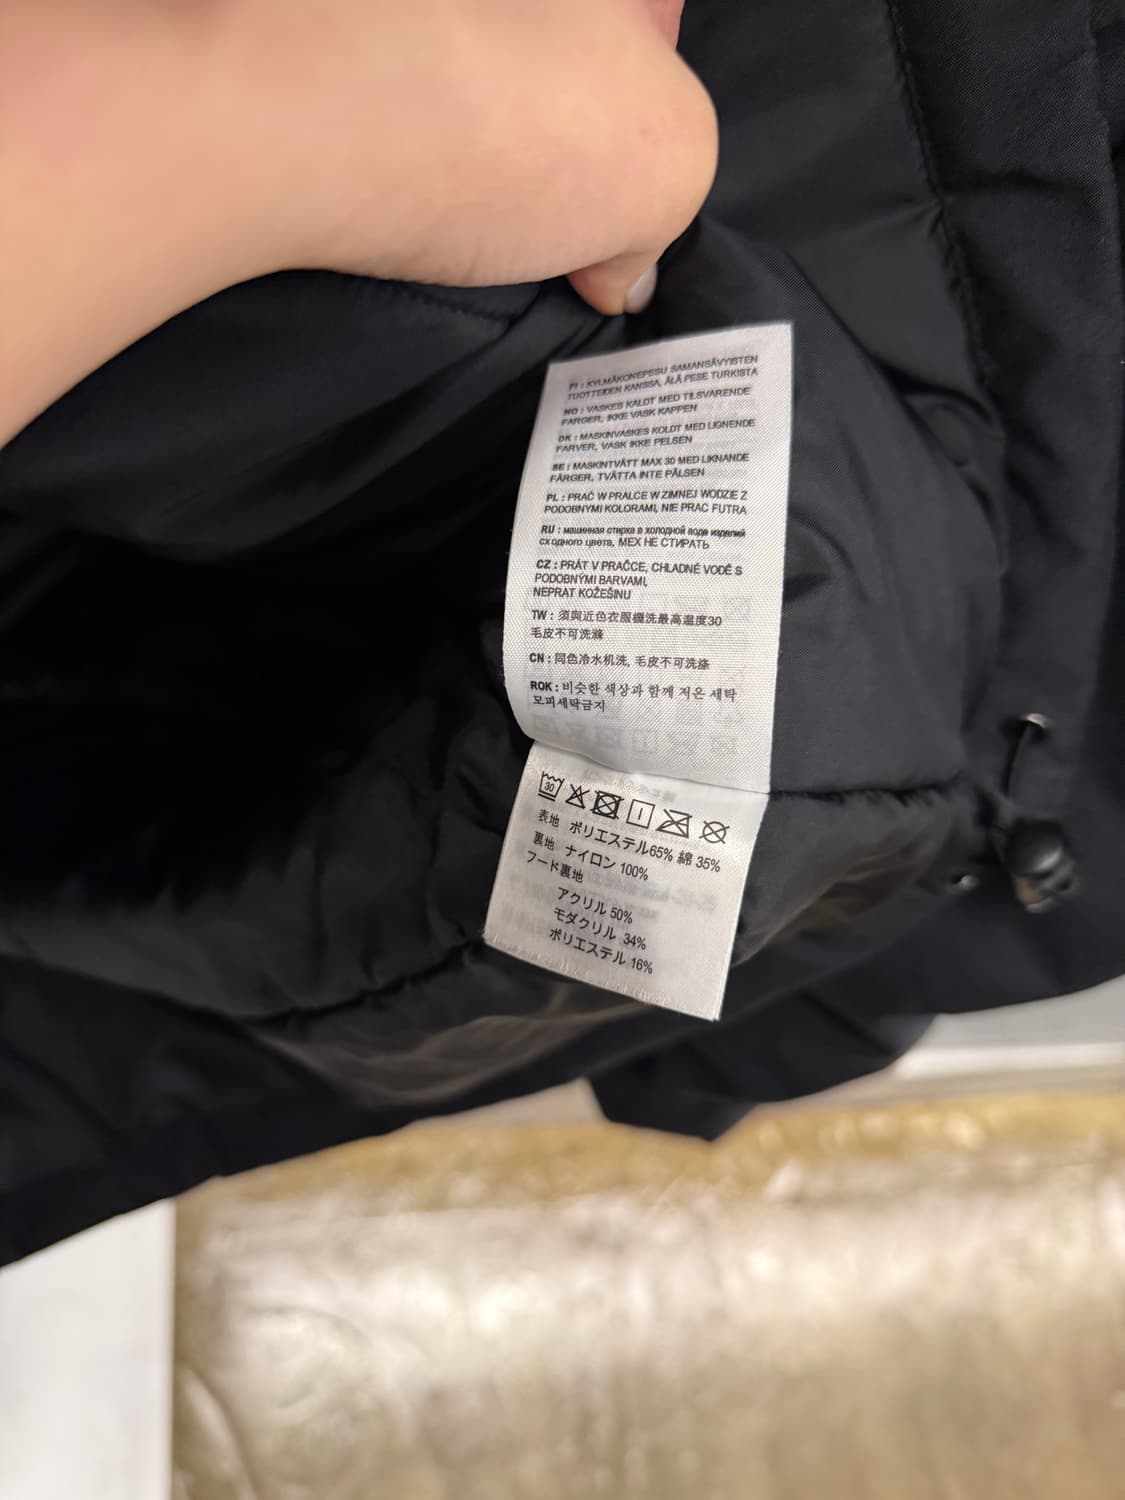 FI : KYLMÄKONEPESU SAMANSÄVYISTEN
TUOTTEIDEN KANSSA, ÄLÄ PESE TURKISTA
NO : VASKES KALDT MED TILSVARENDE
FARGER, IKKE VASK KAPPEN
DK : MASKINVASKES KOLDT MED LIGNENDE
FARVER, VASK IKKE PELSEN
SE : MASKINTVÄTT MAX 30 MED LIKNANDE
FÄRGER, TVÄTTA INTE PÄLSEN
PL : PRAĆ W PRALCE W ZIMNEJ WODZIE Z
PODOBNYMI KOLORAMI, NIE PRAC FUTRA
RU : машинная стирка в холодной воде изделий
сходного цвета, МЕХ НЕ СТИРАТЬ
CZ : PRÁT V PRAČCE, CHLADNÉ VODĚ S
PODOBNÝMI BARVAMI,
NEPRAT KOŽEŠINU
TW : 須與近色衣服機洗最高溫度30
毛皮不可洗滌
CN : 同色冷水机洗, 毛皮不可洗涤
ROK : 비슷한 색상과 함께 저온 세탁
모피세탁금지
30
表地 ポリエステル65% 綿 35%
裏地 ナイロン 100%
フード裏地
アクリル 50%
モダクリル 34%
ポリエステル 16%